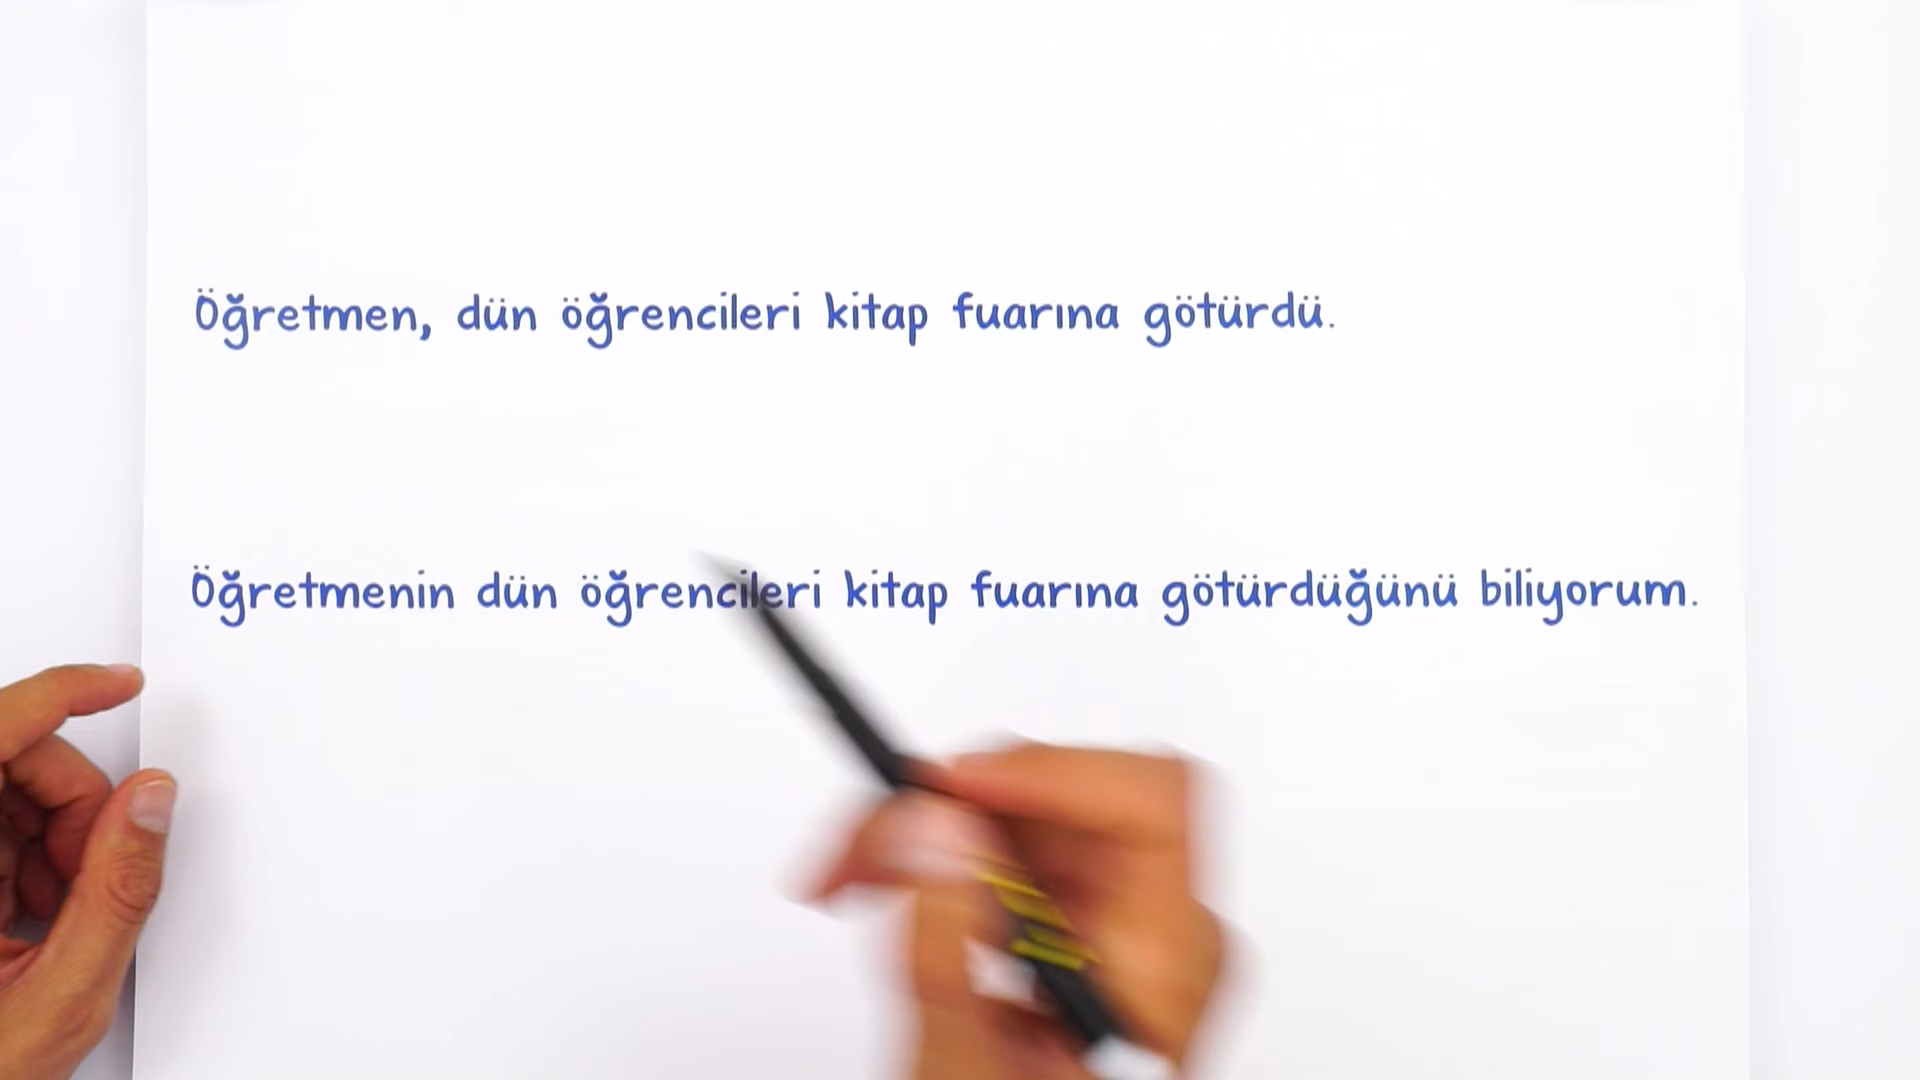 Öğretmen, dün öğrencileri kitap fuarına götürdü.
Öğretmenin dün öğrencileri kitap fuarına götürdüğünü biliyorum.